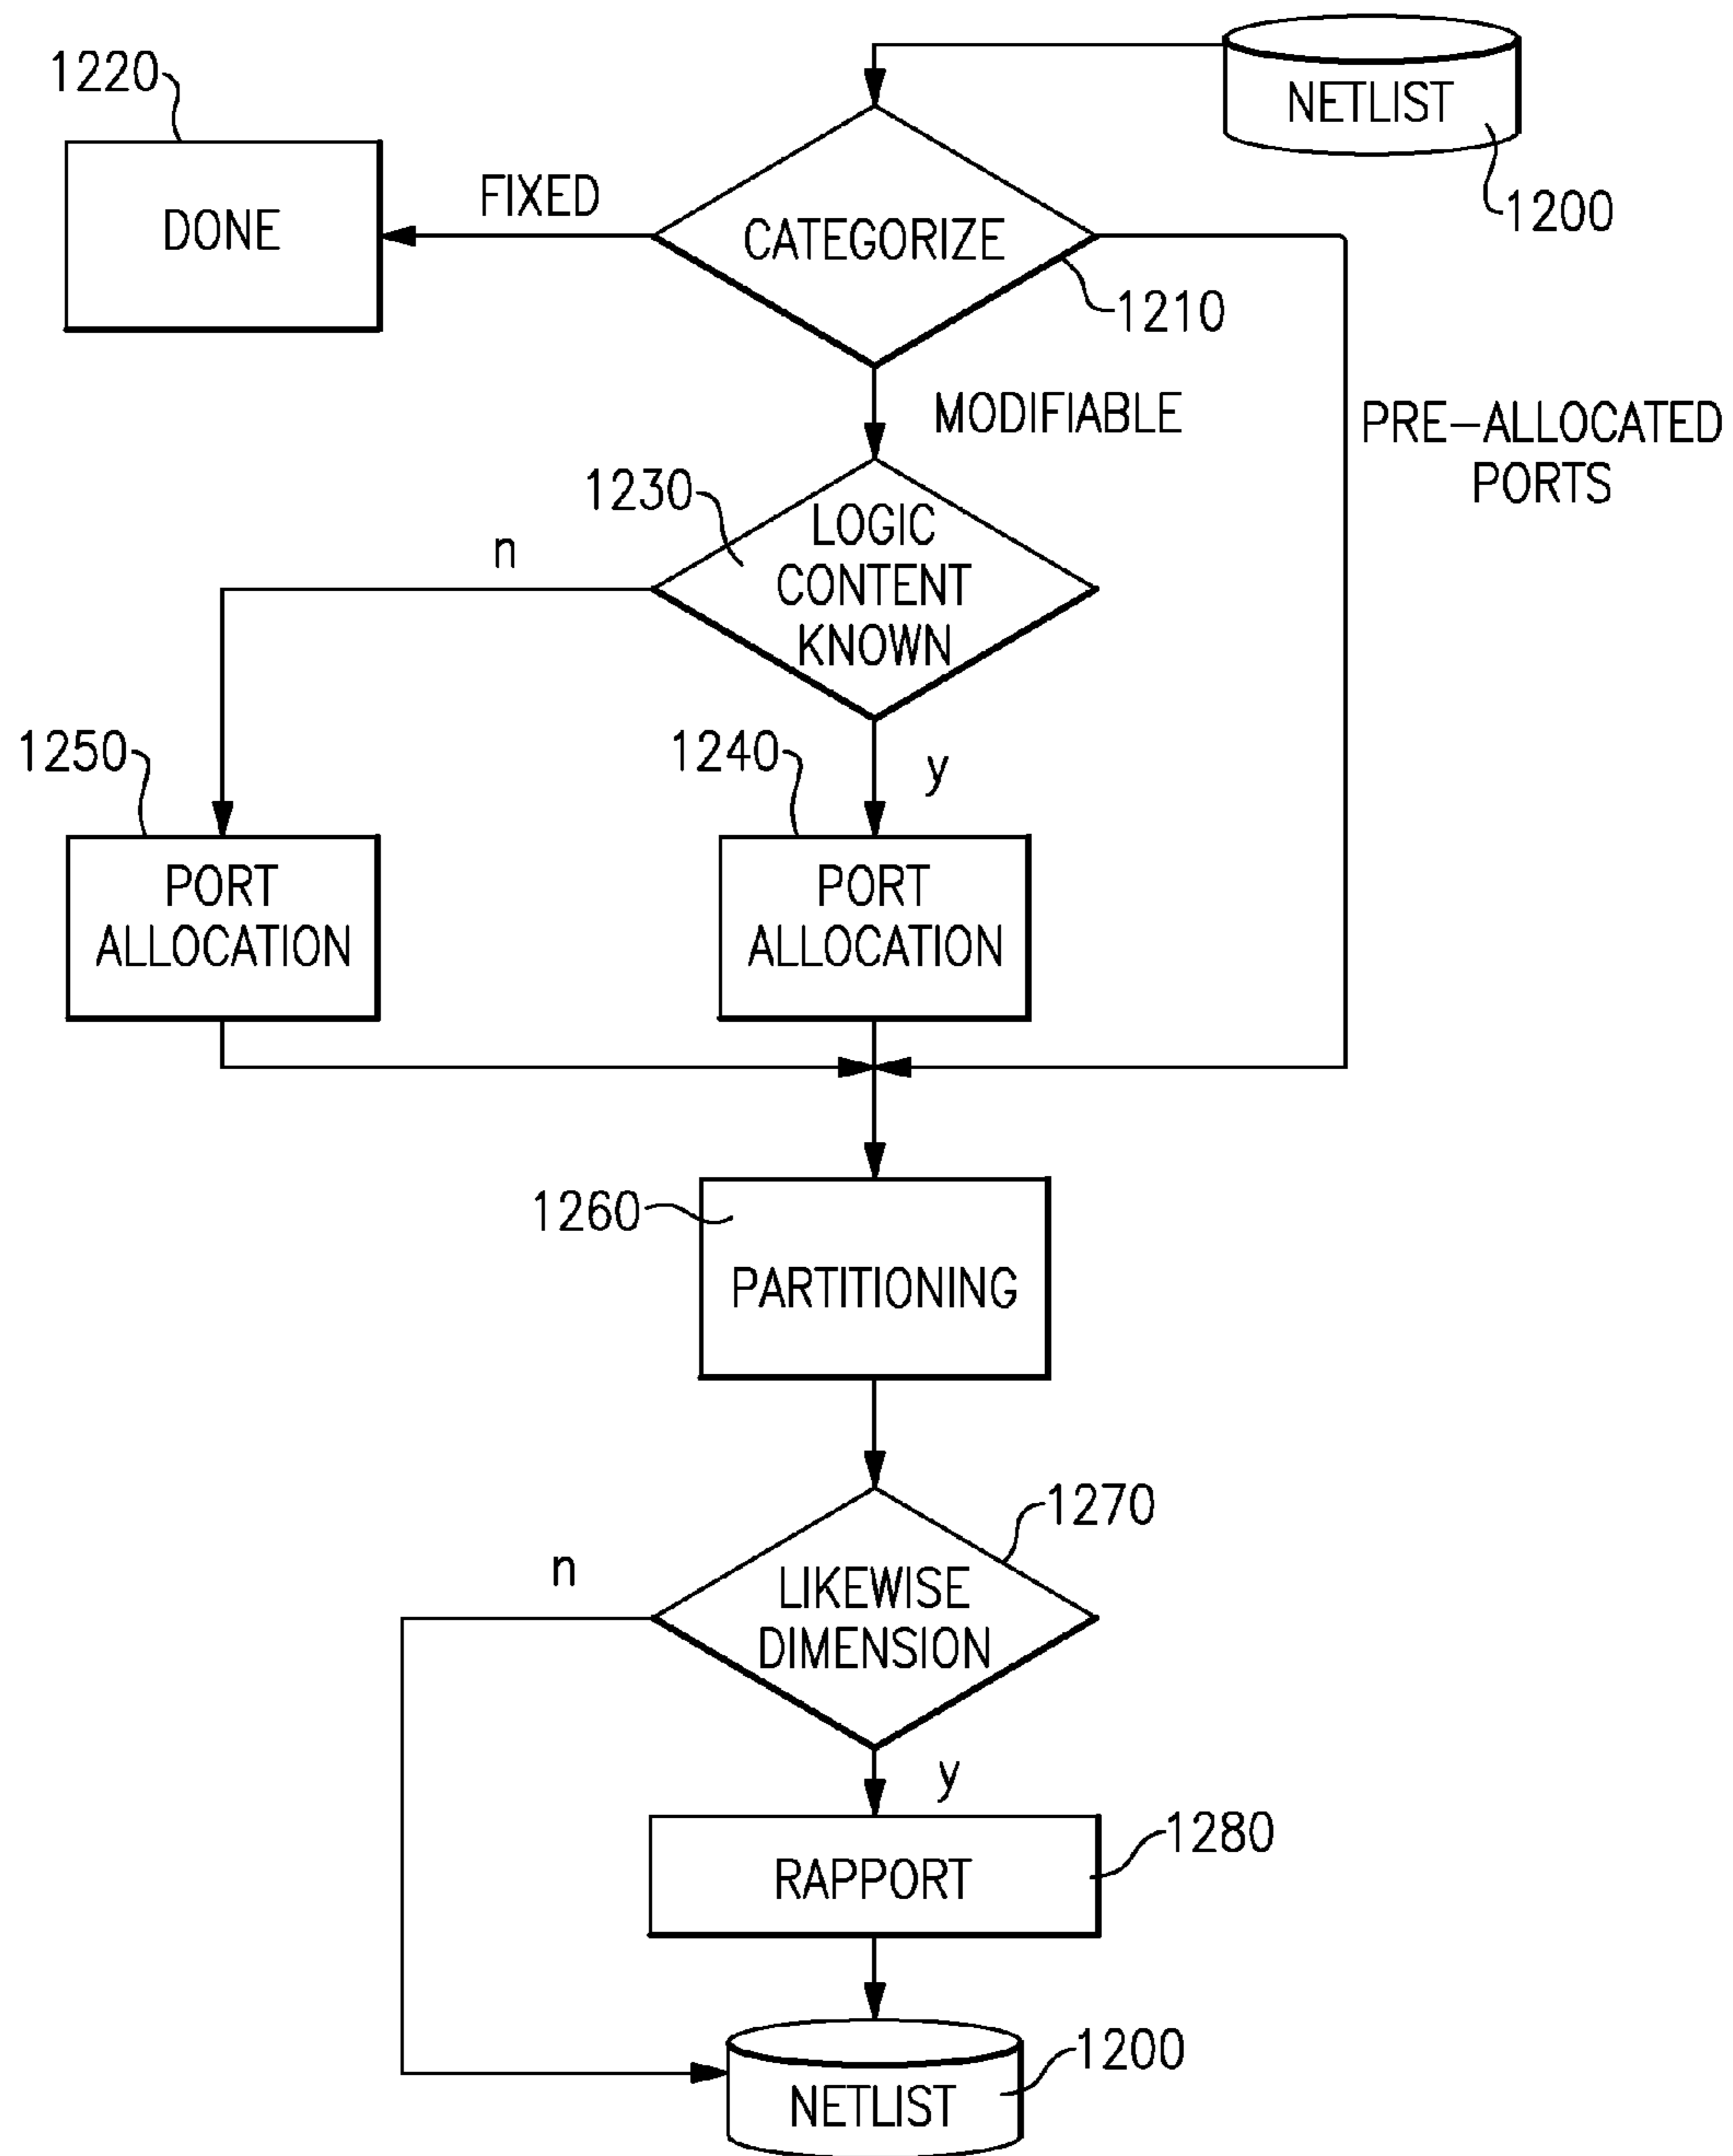 1220
NETLIST
FIXED
DONE
CATEGORIZE
1200
1210
MODIFIABLE
PRE-ALLOCATED
PORTS
1230
LOGIC
CONTENT
KNOWN
n
1250
1240
y
PORT
ALLOCATION
PORT
ALLOCATION
1260
PARTITIONING
1270
n
LIKEWISE
DIMENSION
y
1280
RAPPORT
1200
NETLIST